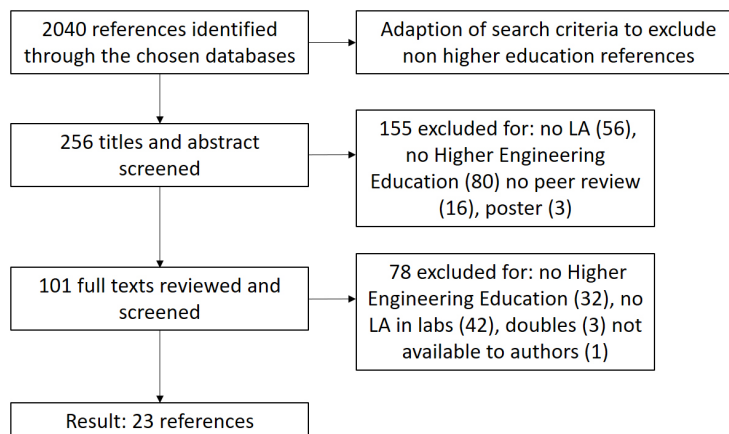 2040 references identified
through the chosen databases
Adaption of search criteria to exclude
non higher education references
256 titles and abstract
screened
155 excluded for: no LA (56),
no Higher Engineering
Education (80) no peer review
(16), poster (3)
101 full texts reviewed and
screened
78 excluded for: no Higher
Engineering Education (32), no
LA in labs (42), doubles (3) not
available to authors (1)
Result: 23 references